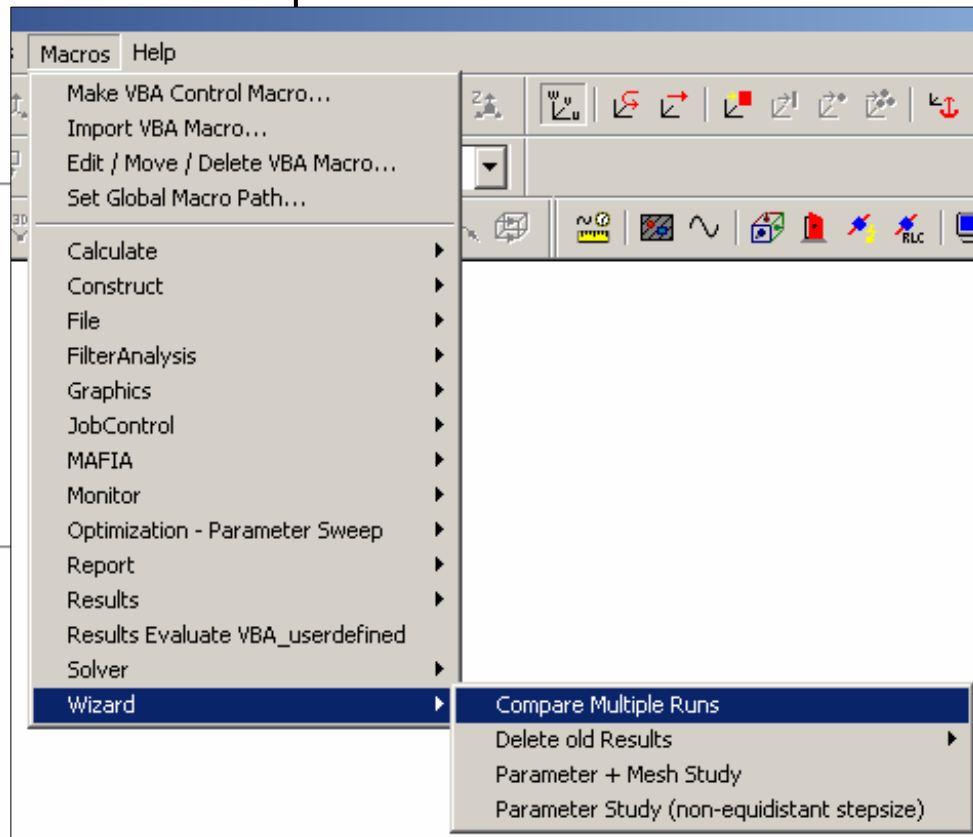 Macros Help
Make VBA Control Macro...
Import VBA Macro...
Edit / Move / Delete VBA Macro...
Set Global Macro Path...
Calculate
Construct
File
FilterAnalysis
Graphics
JobControl
MAFIA
Monitor
Optimization - Parameter Sweep
Report
Results
Results Evaluate VBA_userdefined
Solver
Wizard
Compare Multiple Runs
Delete old Results
Parameter + Mesh Study
Parameter Study (non-equidistant stepsize)
Z
W v u
3D
RLC